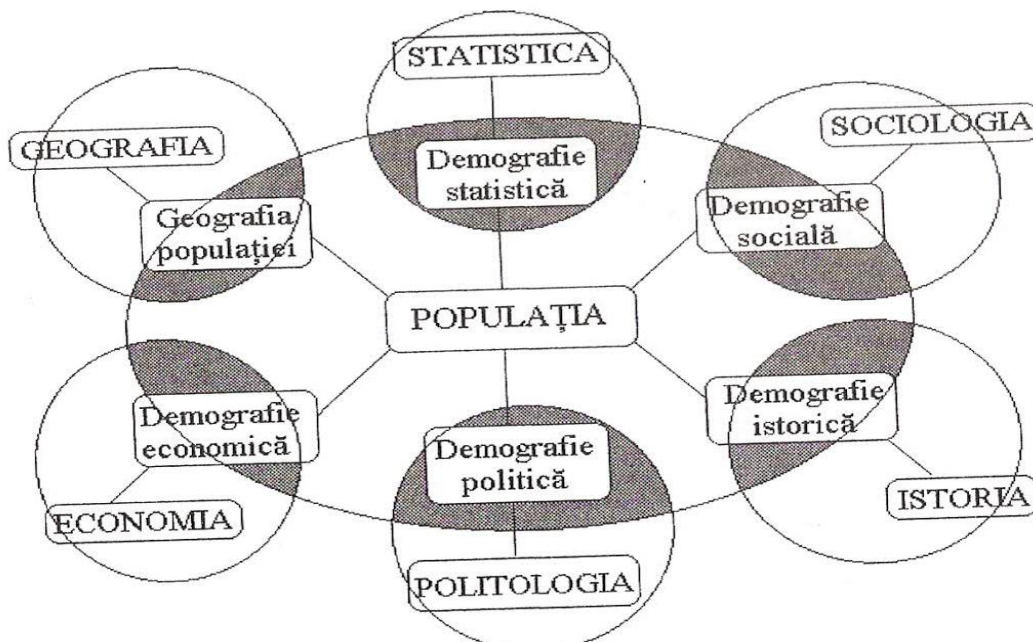 STATISTICA
SOCIOLOGIA
GEOGRAFIA
Demografie
statistică
Geografia
populației
Demografie
socială
POPULAȚIA
Demografie
economică
Demografie
politică
Demografie
istorică
ECONOMIA
ISTORIA
POLITOLOGIA